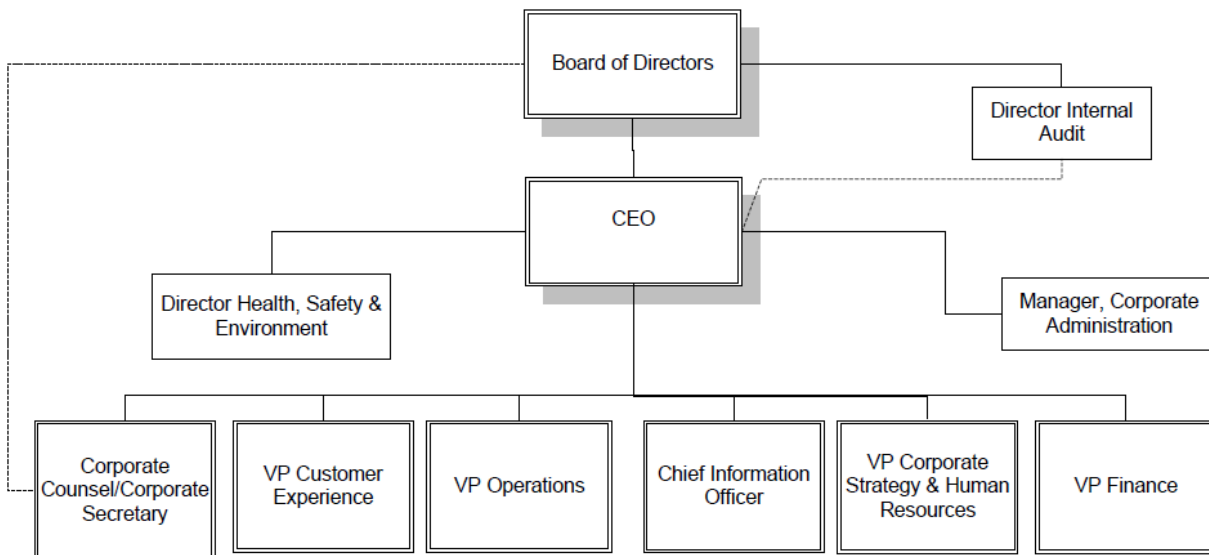 Board of Directors
Director Internal
Audit
CEO
Director Health, Safety &
Environment
Manager, Corporate
Administration
Corporate
Counsel/Corporate
Secretary
VP Customer
Experience
VP Operations
Chief Information
Officer
VP Corporate
Strategy & Human
Resources
VP Finance